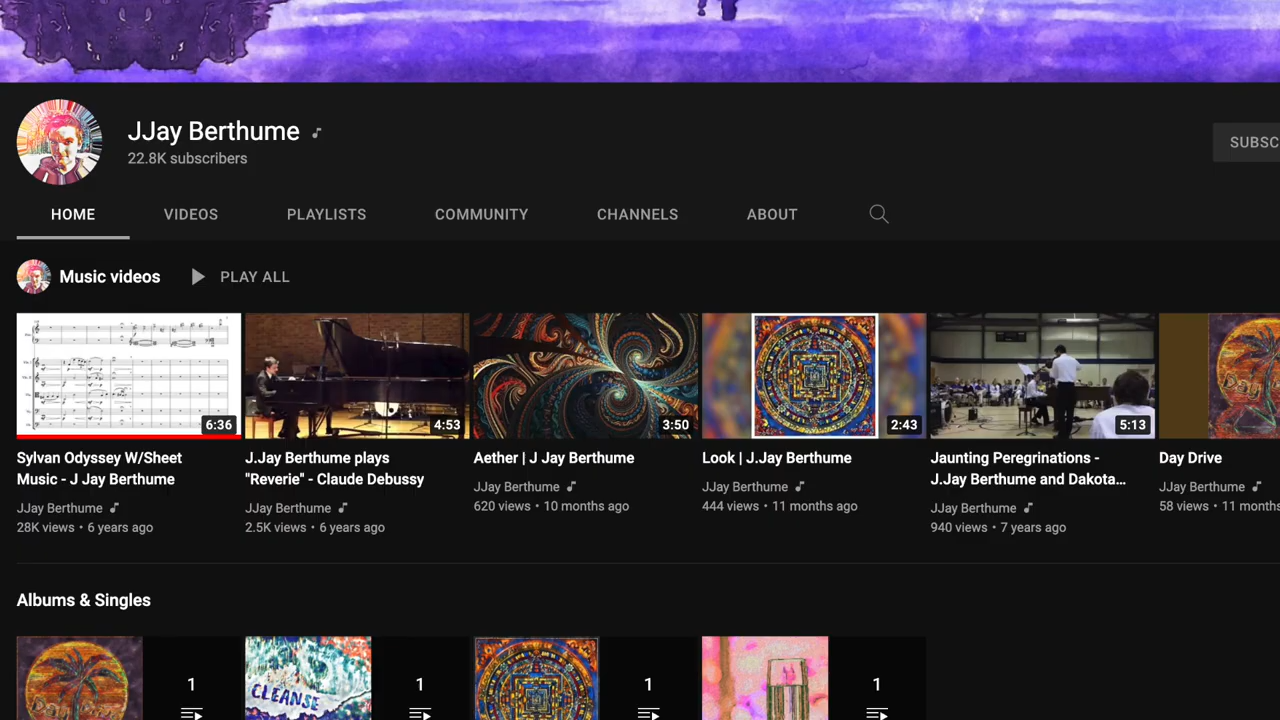 JJay Berthume
22.8K subscribers
SUBSC
HOME VIDEOS PLAYLISTS COMMUNITY CHANNELS ABOUT
Music videos PLAY ALL
6:36
4:53
3:50
2:43
5:13
Sylvan Odyssey W/Sheet
Music - J Jay Berthume
JJay Berthume
28K views • 6 years ago
J.Jay Berthume plays
"Reverie" - Claude Debussy
JJay Berthume
2.5K views • 6 years ago
Aether | J Jay Berthume
JJay Berthume
620 views • 10 months ago
Look | J.Jay Berthume
JJay Berthume
444 views • 11 months ago
Jaunting Peregrinations -
J.Jay Berthume and Dakota...
JJay Berthume
940 views • 7 years ago
Day Drive
JJay Berthume
58 views • 11 months
Albums & Singles
Day Drive
1
CLEANSE
1
1
1